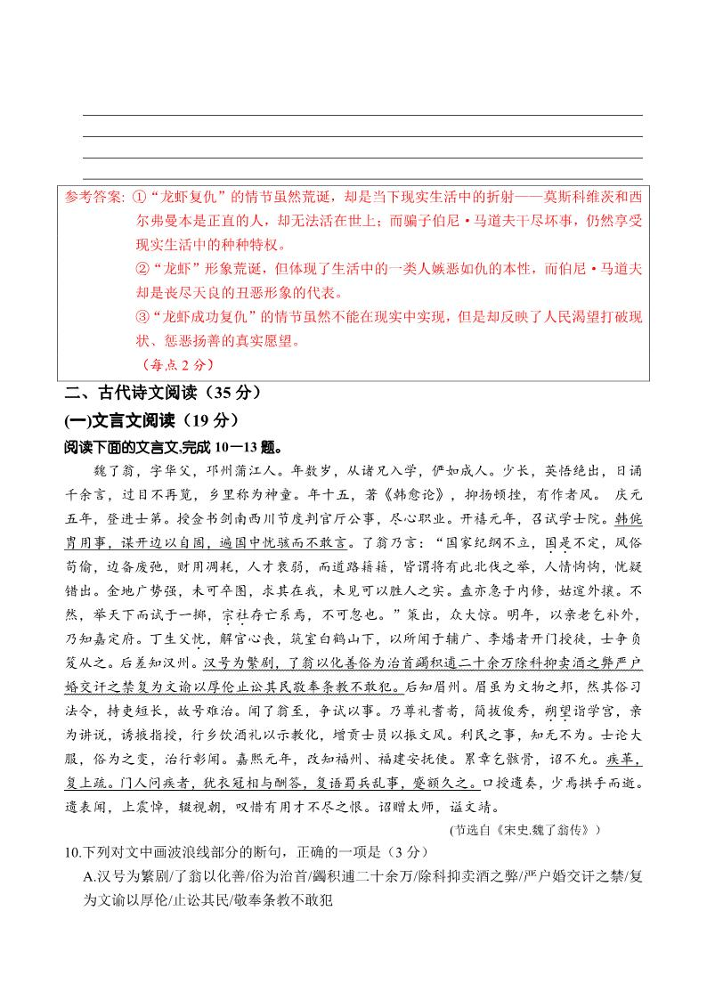 参考答案: ①“龙虾复仇”的情节虽然荒诞，却是当下现实生活中的折射——莫斯科维茨和西
尔弗曼本是正直的人，却无法活在世上；而骗子伯尼·马道夫干尽坏事，仍然享受
现实生活中的种种特权。
②“龙虾”形象荒诞，但体现了生活中的一类人嫉恶如仇的本性，而伯尼·马道夫
却是丧尽天良的丑恶形象的代表。
③“龙虾成功复仇”的情节虽然不能在现实中实现，但是却反映了人民渴望打破现
状、惩恶扬善的真实愿望。
（每点 2 分）
二、古代诗文阅读（35 分）
(一)文言文阅读（19 分）
阅读下面的文言文,完成 10—13 题。
魏了翁，字华父，邛州蒲江人。年数岁，从诸兄入学，俨如成人。少长，英悟绝出，日诵
千余言，过目不再览，乡里称为神童。年十五，著《韩愈论》，抑扬顿挫，有作者风。 庆元
五年，登进士第。授佥书剑南西川节度判官厅公事，尽心职业。开禧元年，召试学士院。韩侂
胄用事，谋开边以自固，遍国中忧骇而不敢言。了翁乃言：“国家纪纲不立，国是不定，风俗
苟偷，边备废弛，财用凋耗，人才衰弱，而道路籍籍，皆谓将有此北伐之举，人情恟恟，忧疑
错出。金地广势强，未可卒图，求其在我，未见可以胜人之实。盍亦急于内修，姑逭外攘。不
然，举天下而试于一掷，宗社存亡系焉，不可忽也。”策出，众大惊。明年，以亲老乞补外，
乃知嘉定府。丁生父忧，解官心丧，筑室白鹤山下，以所闻于辅广、李燔者开门授徒，士争负
笈从之。后差知汉州。汉号为繁剧，了翁以化善俗为治首蠲积逋二十余万除科抑卖酒之弊严户
婚交讦之禁复为文谕以厚伦止讼其民敬奉条教不敢犯。后知眉州。眉虽为文物之邦，然其俗习
法令，持吏短长，故号难治。闻了翁至，争试以事。乃尊礼耆耇，简拔俊秀，朔望诣学宫，亲
为讲说，诱掖指授，行乡饮酒礼以示教化，增贡士员以振文风。利民之事，知无不为。士论大
服，俗为之变，治行彰闻。嘉熙元年，改知福州、福建安抚使。累章乞骸骨，诏不允。疾革，
复上疏。门人问疾者，犹衣冠相与酬答，复语蜀兵乱事，蹙额久之。口授遗奏，少焉拱手而逝。
遗表闻，上震悼，辍视朝，叹惜有用才不尽之恨。诏赠太师，谥文靖。
(节选自《宋史.魏了翁传》）
10.下列对文中画波浪线部分的断句，正确的一项是（3 分）
A.汉号为繁剧/了翁以化善/俗为治首/蠲积逋二十余万/除科抑卖酒之弊/严户婚交讦之禁/复
为文谕以厚伦/止讼其民/敬奉条教不敢犯